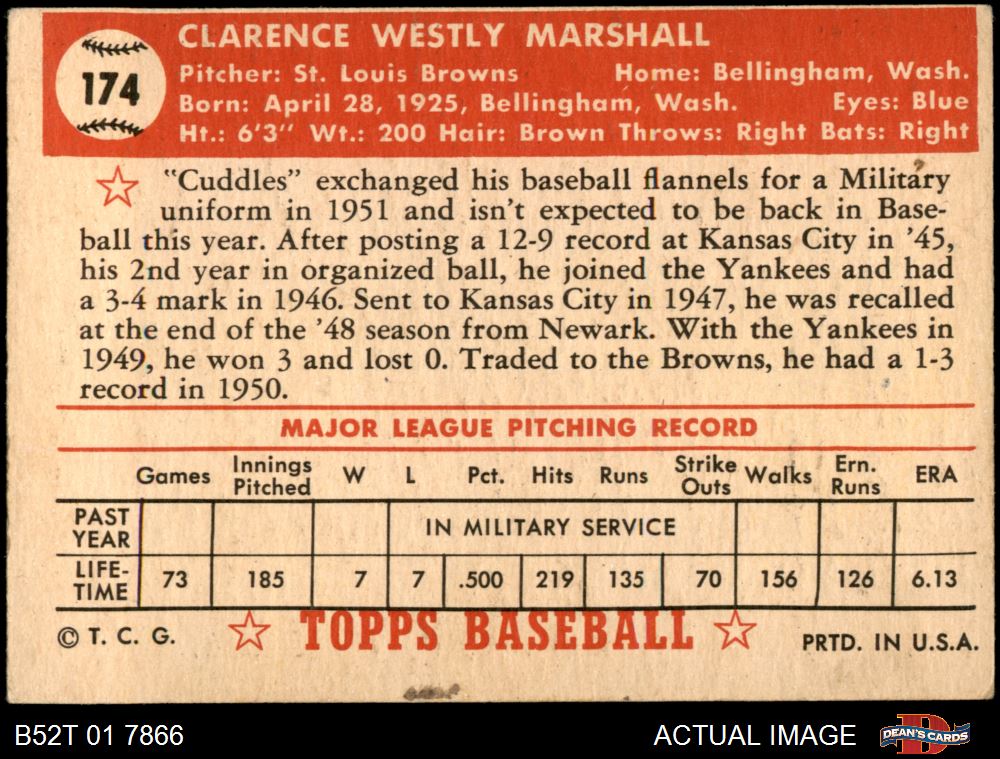 174
CLARENCE WESTLY MARSHALL
Pitcher: St. Louis Browns Home: Bellingham, Wash.
Born: April 28, 1925, Bellingham, Wash. Eyes: Blue
Ht.: 6'3" Wt.: 200 Hair: Brown Throws: Right Bats: Right
"Cuddles" exchanged his baseball flannels for a Military
uniform in 1951 and isn't expected to be back in Base-
ball this year. After posting a 12-9 record at Kansas City in '45,
his 2nd year in organized ball, he joined the Yankees and had
a 3-4 mark in 1946. Sent to Kansas City in 1947, he was recalled
at the end of the '48 season from Newark. With the Yankees in
1949, he won 3 and lost 0. Traded to the Browns, he had a 1-3
record in 1950.
MAJOR LEAGUE PITCHING RECORD
Games Innings Pitched W L Pct. Hits Runs Strike Outs Walks Ern. Runs ERA
PAST YEAR IN MILITARY SERVICE
LIFE-TIME 73 185 7 7 .500 219 135 70 156 126 6.13
© T. C. G. TOPPS BASEBALL PRTD. IN U.S.A.
B52T 01 7866 ACTUAL IMAGE D DEAN'S CARDS